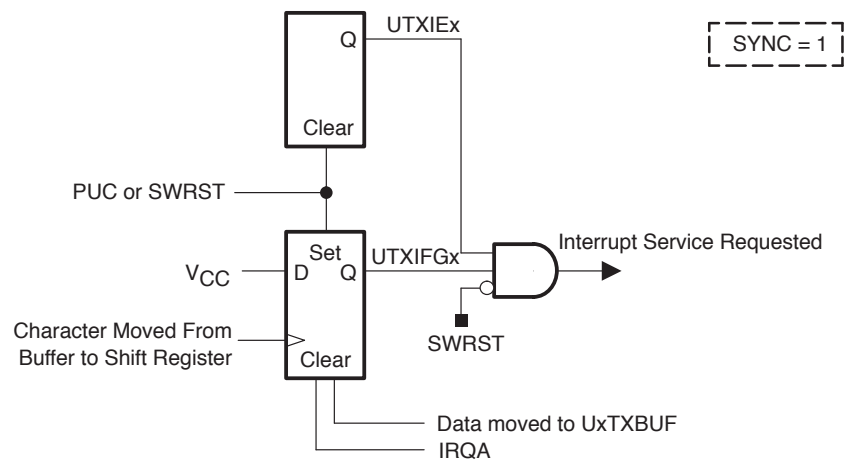 UTXIEx
SYNC = 1
Q
Clear
PUC or SWRST
Set
UTXIFGx
Interrupt Service Requested
VCC
D
Q
Character Moved From
Buffer to Shift Register
SWRST
Clear
Data moved to UxTXBUF
IRQA